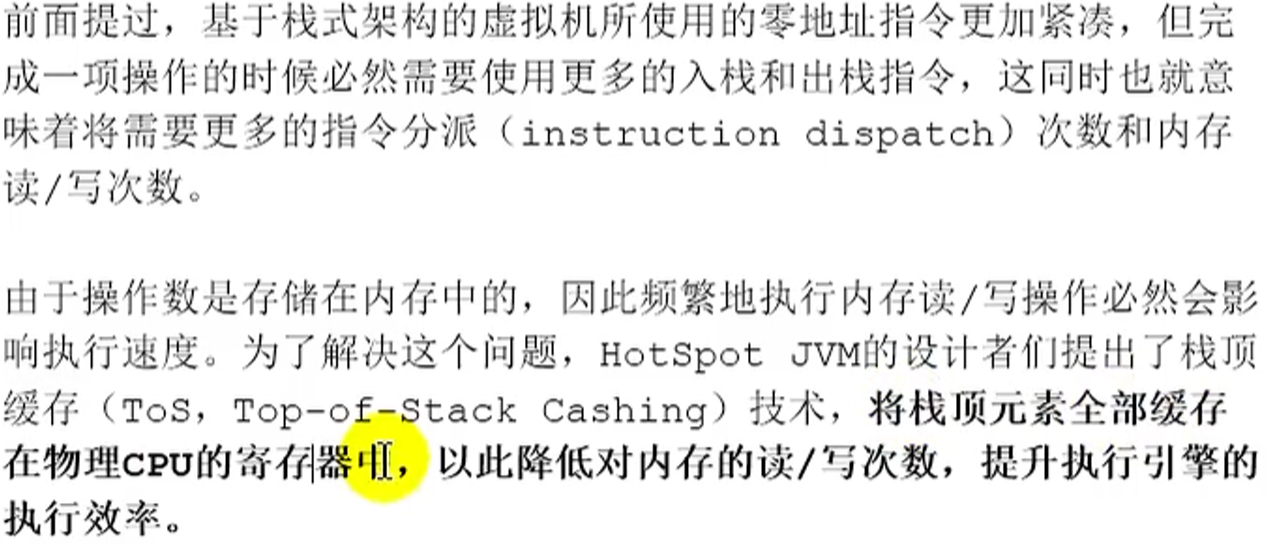 前面提过，基于栈式架构的虚拟机所使用的零地址指令更加紧凑，但完
成一项操作的时候必然需要使用更多的入栈和出栈指令，这同时也就意
味着将需要更多的指令分派（instruction dispatch）次数和内存
读/写次数。
由于操作数是存储在内存中的，因此频繁地执行内存读/写操作必然会影
响执行速度。为了解决这个问题，HotSpot JVM的设计者们提出了栈顶
缓存（ToS，Top-of-Stack Cashing）技术，将栈顶元素全部缓存
在物理CPU的寄存器中，以此降低对内存的读/写次数，提升执行引擎的
执行效率。